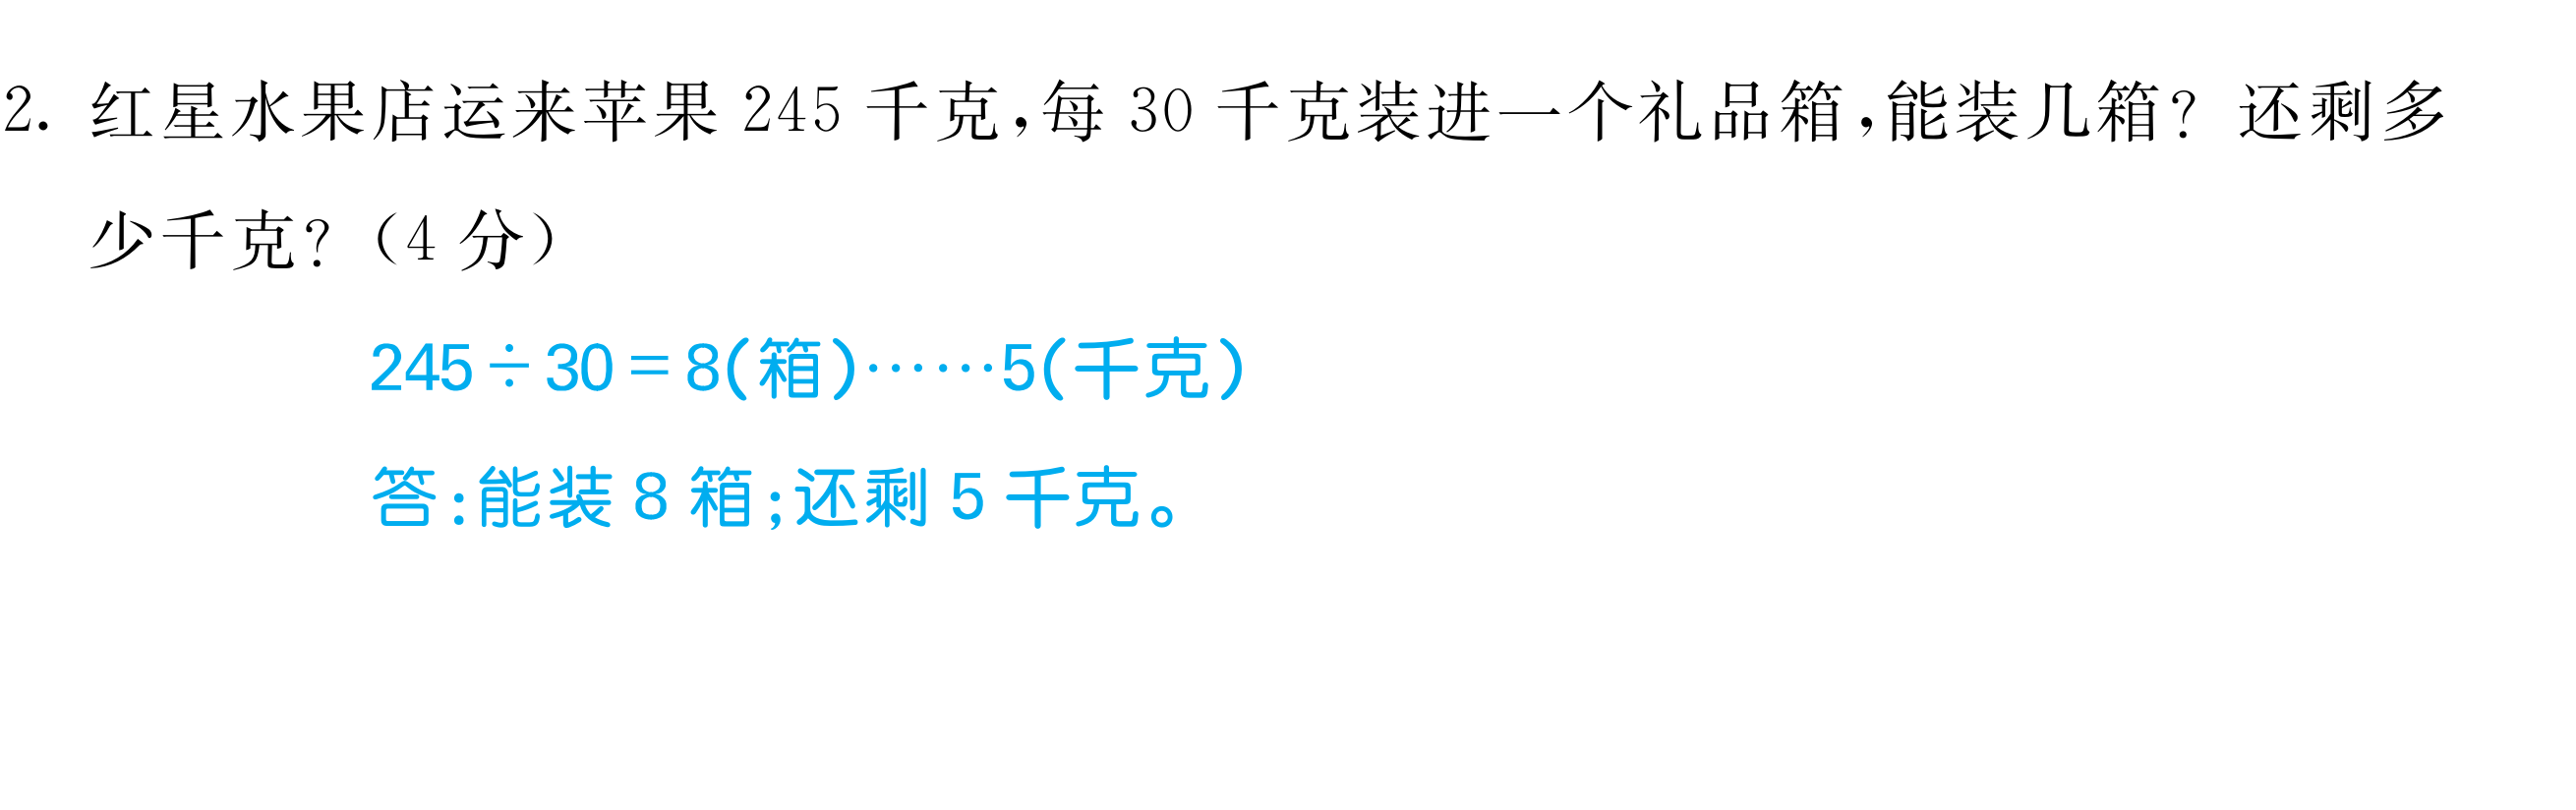 2. 红星水果店运来苹果 245 千克,每 30 千克装进一个礼品箱,能装几箱? 还剩多
少千克?(4 分)
245÷30=8(箱)……5(千克)
答:能装 8 箱;还剩 5 千克。